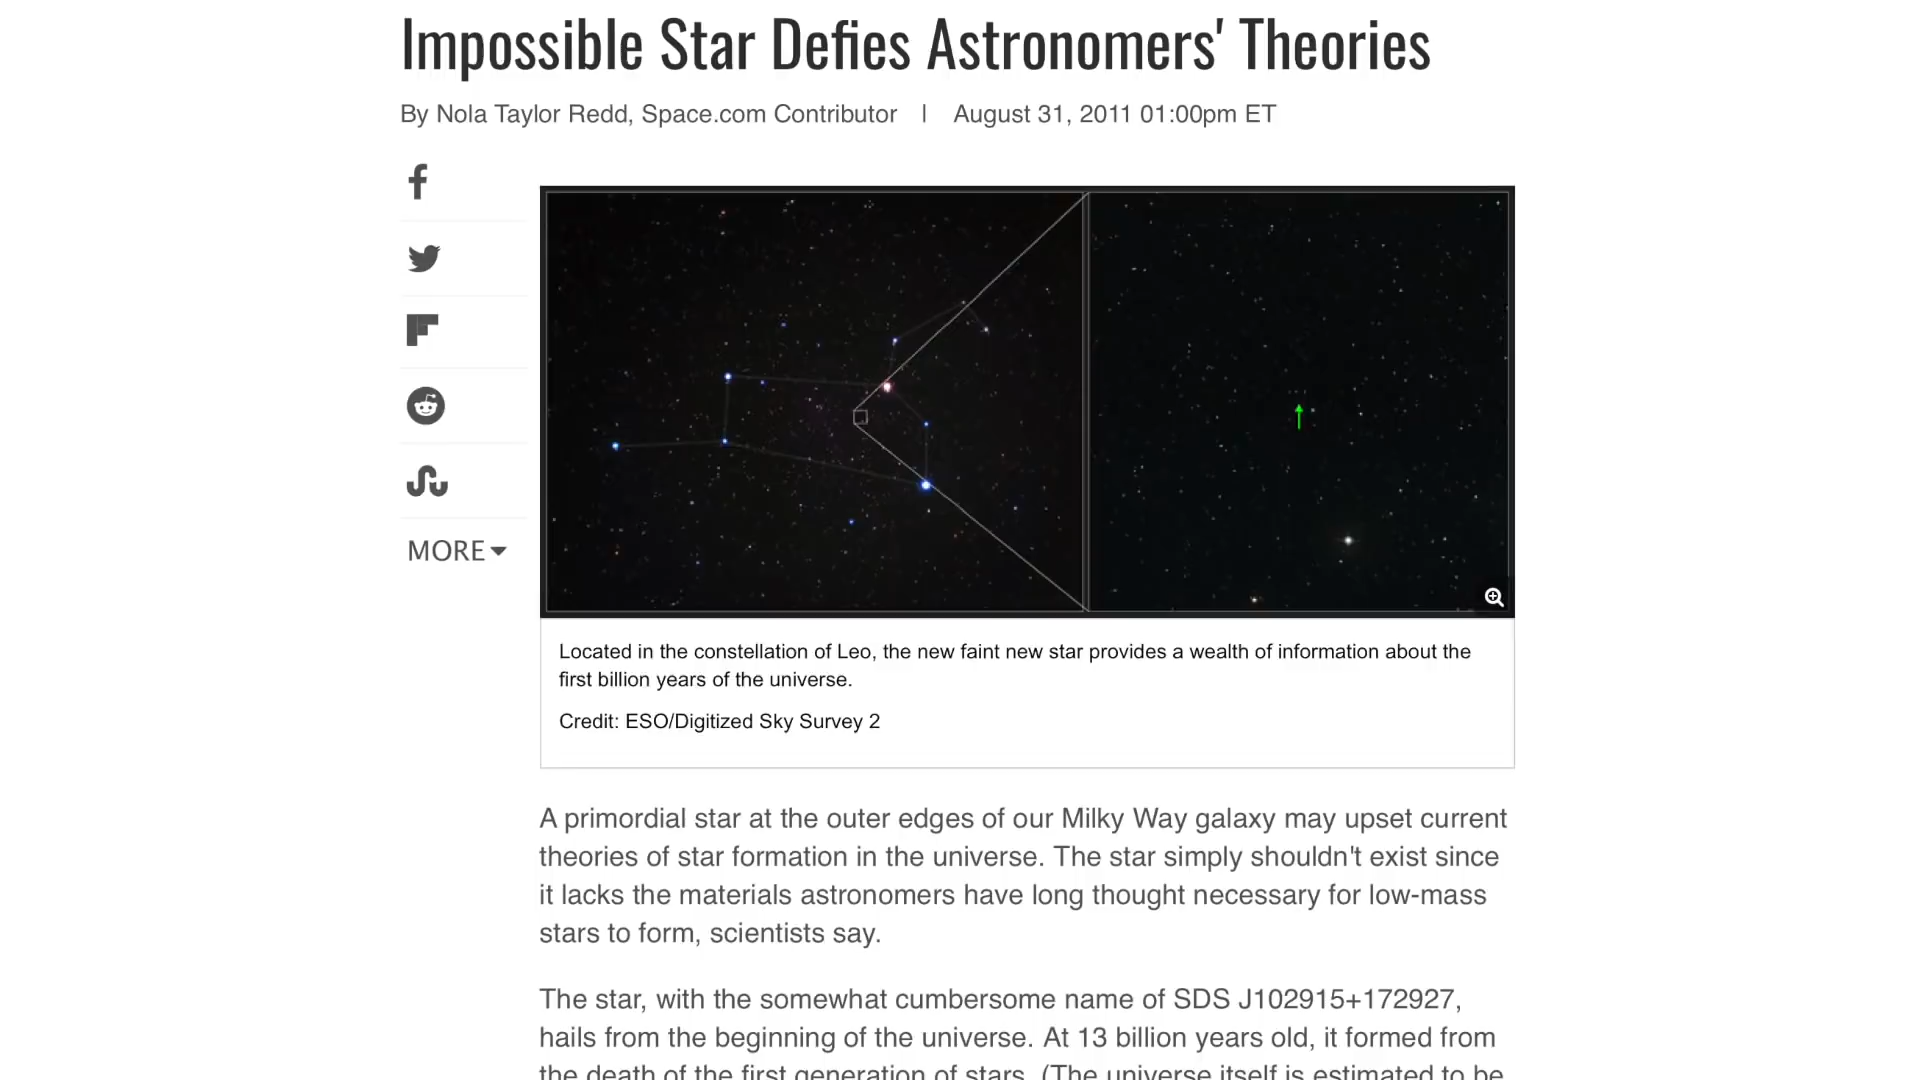 Impossible Star Defies Astronomers' Theories
By Nola Taylor Redd, Space.com Contributor | August 31, 2011 01:00pm ET
MORE
Located in the constellation of Leo, the new faint new star provides a wealth of information about the
first billion years of the universe.
Credit: ESO/Digitized Sky Survey 2
A primordial star at the outer edges of our Milky Way galaxy may upset current
theories of star formation in the universe. The star simply shouldn't exist since
it lacks the materials astronomers have long thought necessary for low-mass
stars to form, scientists say.
The star, with the somewhat cumbersome name of SDS J102915+172927,
hails from the beginning of the universe. At 13 billion years old, it formed from
the death of the first generation of stars. (The universe itself is estimated to be